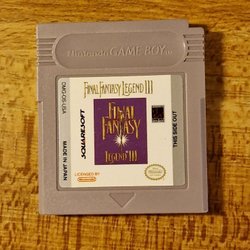 Nintendo GAME BOY
FINAL FANTASY LEGEND III
DMG-D5-USA
MADE IN JAPAN
SQUARESOFT
FINAL
FANTASY
LEGEND III
THIS SIDE OUT
LICENSED BY
Nintendo